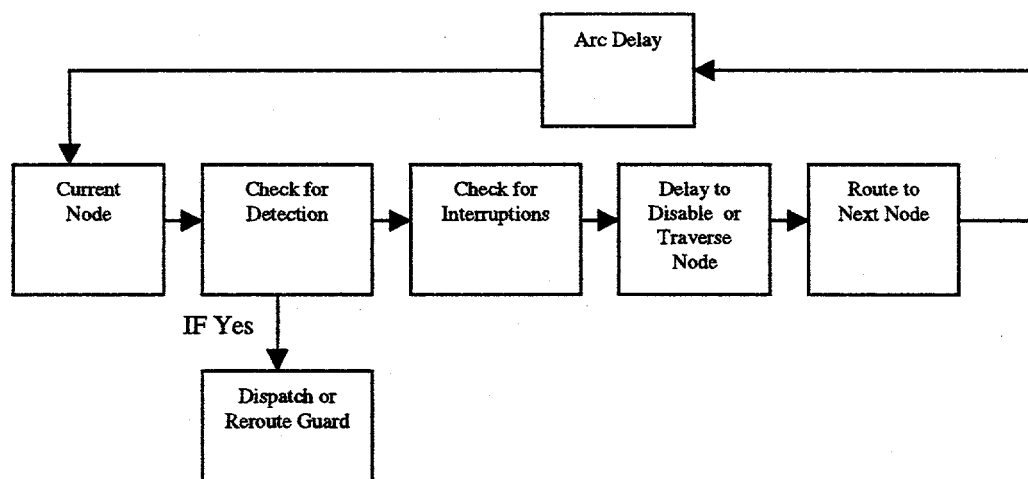 Arc Delay
Current
Node
Check for
Detection
Check for
Interruptions
Delay to
Disable or
Traverse
Node
Route to
Next Node
IF Yes
Dispatch or
Reroute Guard